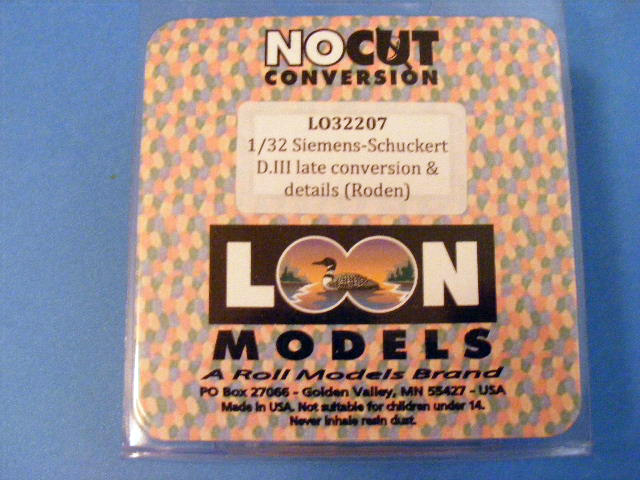 NOCUT
CONVERSION
LO32207
1/32 Siemens-Schuckert
D.III late conversion &
details (Roden)
LOON
MODELS
A Roll Models Brand
PO Box 27066 - Golden Valley, MN 55427 - USA
Made in USA. Not suitable for children under 14.
Never inhale resin dust.